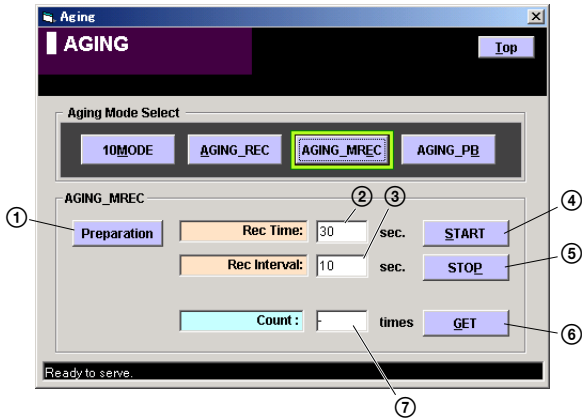 Aging
AGING
Top
Aging Mode Select
10MODE AGING_REC AGING_MREC AGING_PB
AGING_MREC
② ③
① Preparation Rec Time: 30 sec. START ④
Rec Interval: 10 sec. STOP ⑤
Count : - times GET ⑥
Ready to serve.
⑦